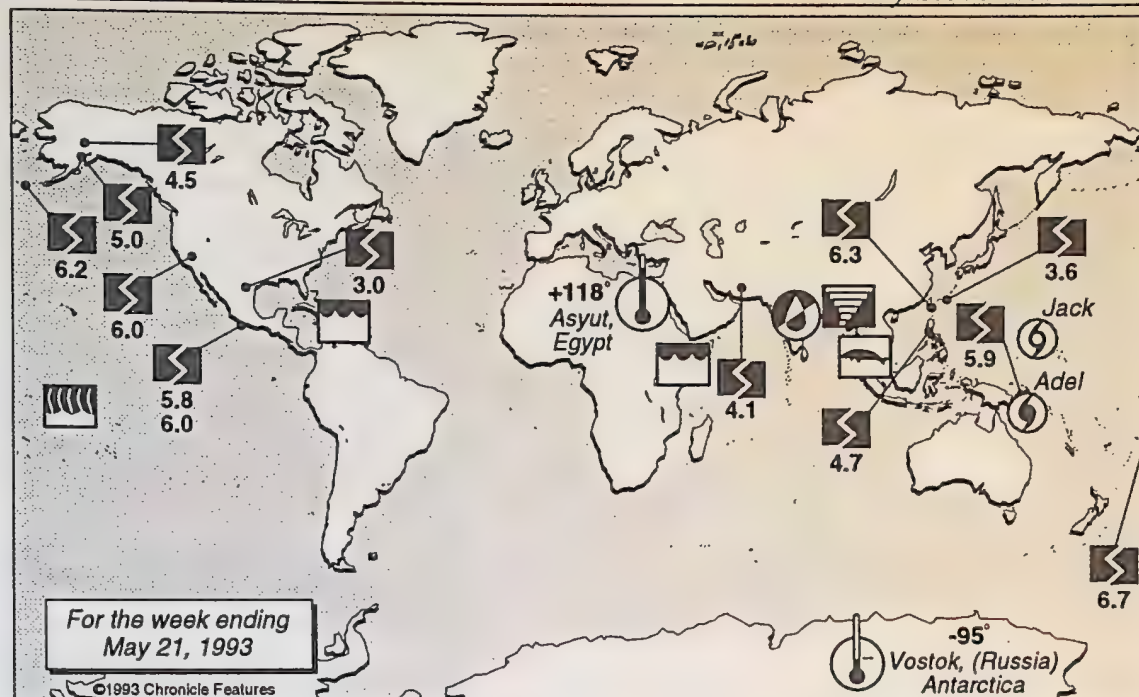 4.5
5.0
6.2
6.0
3.0
5.8
6.0
+118°
Asyut,
Egypt
6.3
3.6
5.9
Jack
Adel
4.1
4.7
6.7
For the week ending
May 21, 1993
©1993 Chronicle Features
-95°
Vostok, (Russia)
Antarctica